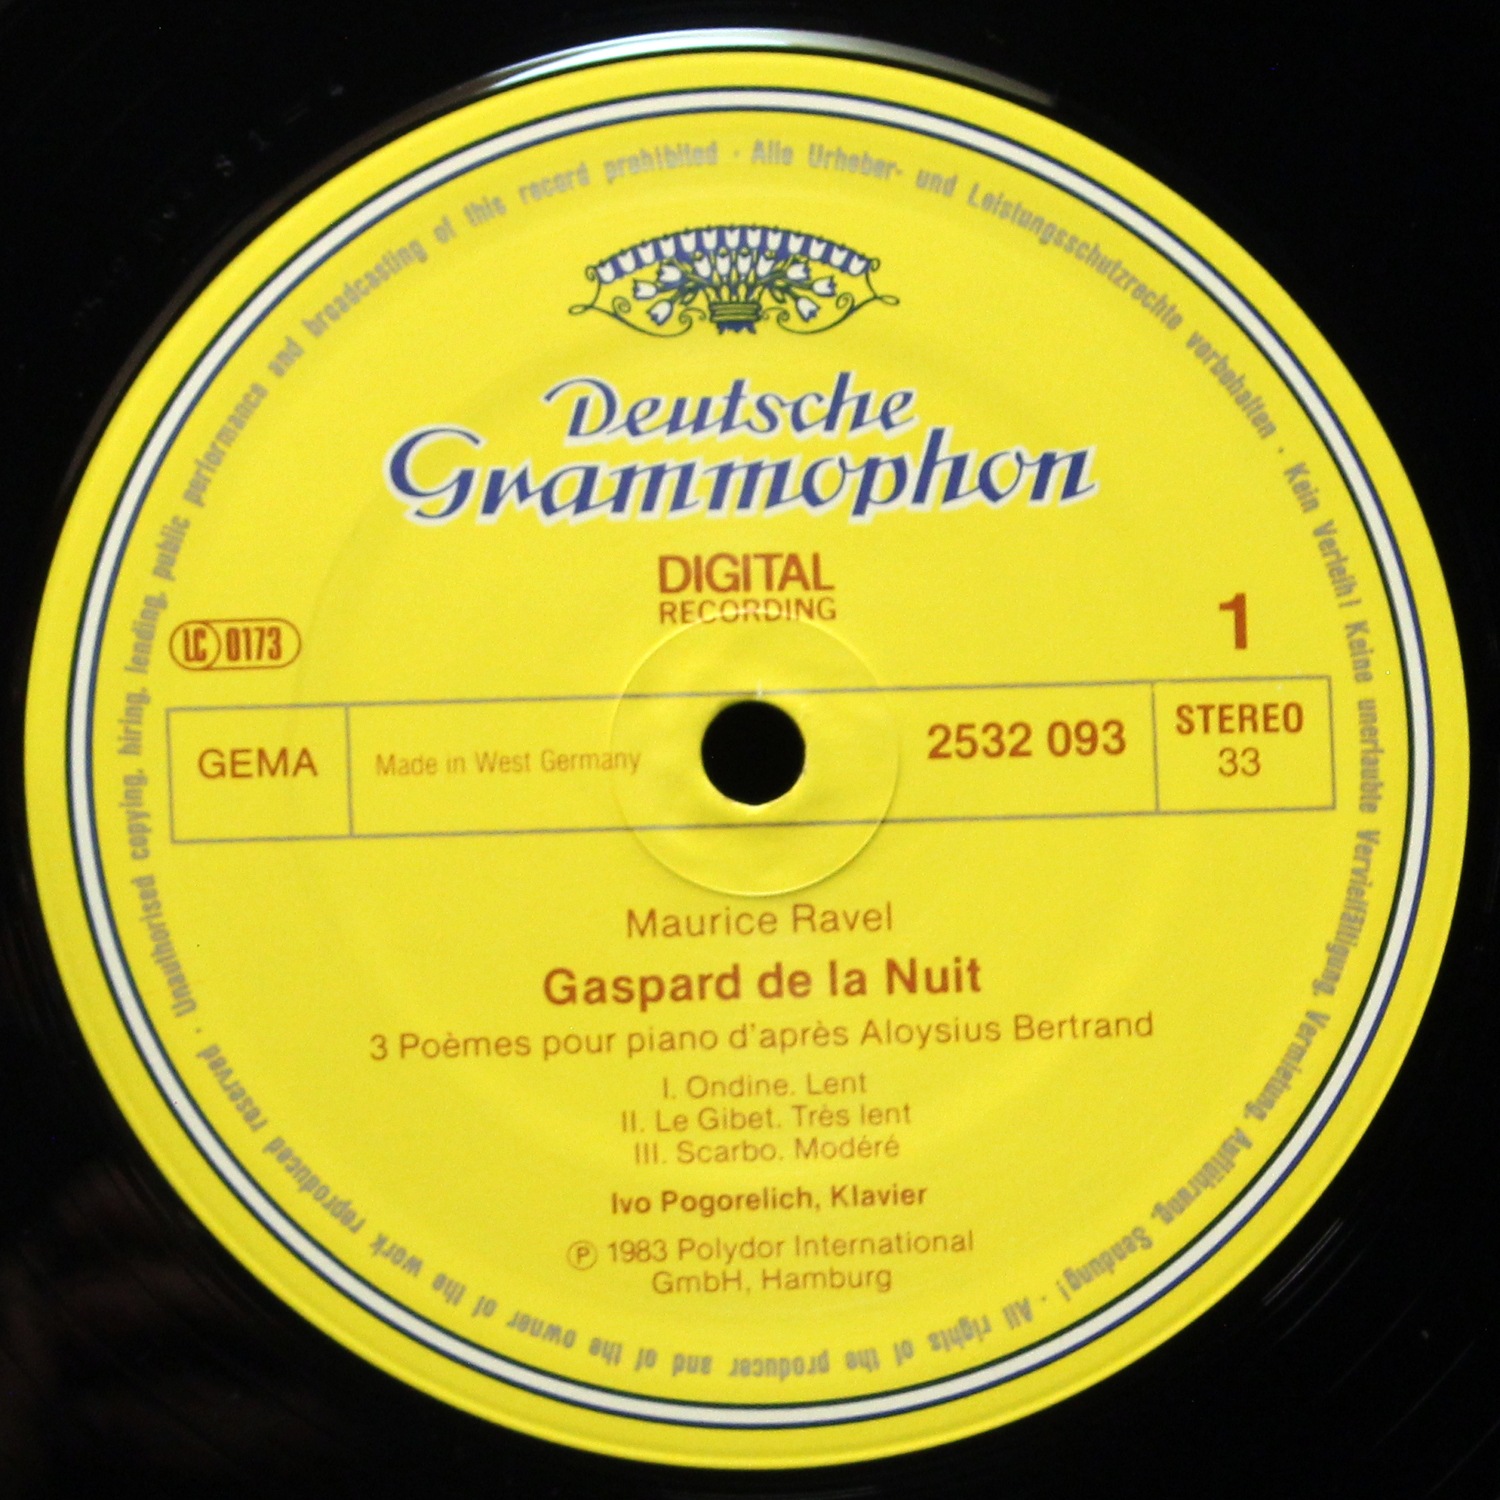 Deutsche
Grammophon
DIGITAL
RECORDING
LC 0173
1
GEMA
Made in West Germany
2532 093
STEREO
33
Maurice Ravel
Gaspard de la Nuit
3 Poèmes pour piano d'après Aloysius Bertrand
I. Ondine. Lent
II. Le Gibet. Très lent
III. Scarbo. Modéré
Ivo Pogorelich, Klavier
Ⓟ 1983 Polydor International
GmbH, Hamburg
Alle Urheber- und Leistungsschutzrechte vorbehalten · Kein Verleih! Keine unerlaubte Vervielfältigung, Vermietung, Aufführung, Sendung! · All rights of the producer and of the owner of the work reproduced reserved · Unauthorised copying, hiring, lending, public performance and broadcasting of this record prohibited ·